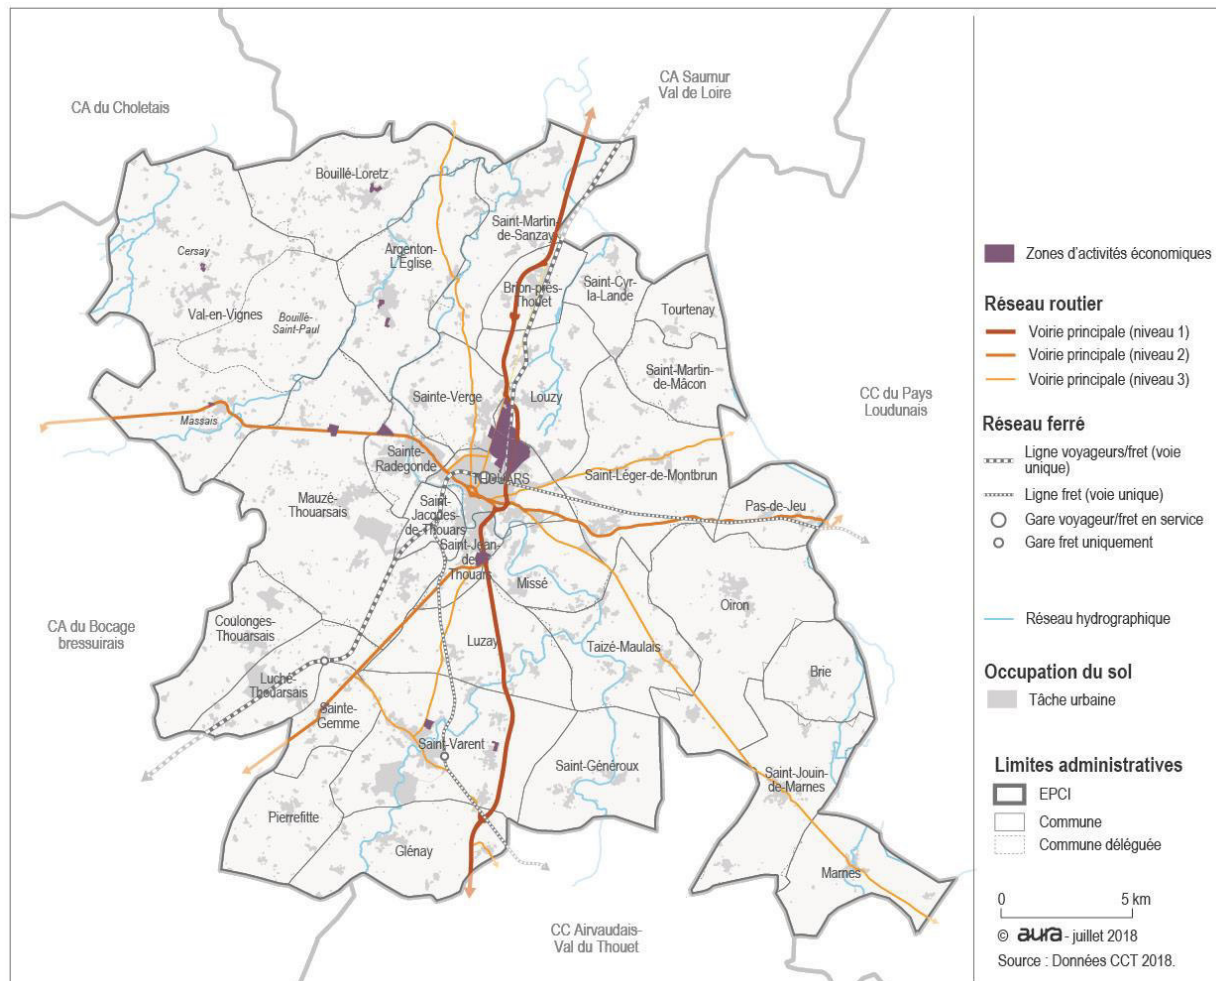 CA Saumur
Val de Loire
CA du Choletais
Bouillé-Loretz
Saint-Martin-
de-Sanzay
Cersay
Argenton-
L'Eglise
Brion-près-
Thouet
Saint-Cyr-
la-Lande
Tourtenay
Val-en-Vignes
Bouillé-
Saint-Paul
Saint-Martin-
de-Mâcon
Sainte-Verge
Louzy
CC du Pays
Loudunais
Massais
Sainte-
Radegonde
THOUARS
Saint-Léger-de-Montbrun
Mauzé-
Thouarsais
Saint-
Jacques-
de-Thouars
Pas-de-Jeu
Saint-Jean-
de-
Thouars
Missé
Oiron
CA du Bocage
bressuirais
Coulonges-
Thouarsais
Luzay
Taizé-Maulais
Brie
Luché-
Thouarsais
Sainte-
Gemme
Saint-Varent
Saint-Généroux
Saint-Jouin-
de-Marnes
Pierrefitte
Glénay
Marnes
CC Airvaudais-
Val du Thouet
Zones d'activités économiques
Réseau routier
Voirie principale (niveau 1)
Voirie principale (niveau 2)
Voirie principale (niveau 3)
Réseau ferré
Ligne voyageurs/fret (voie
unique)
Ligne fret (voie unique)
Gare voyageur/fret en service
Gare fret uniquement
Réseau hydrographique
Occupation du sol
Tâche urbaine
Limites administratives
EPCI
Commune
Commune déléguée
0 5 km
© aura - juillet 2018
Source : Données CCT 2018.